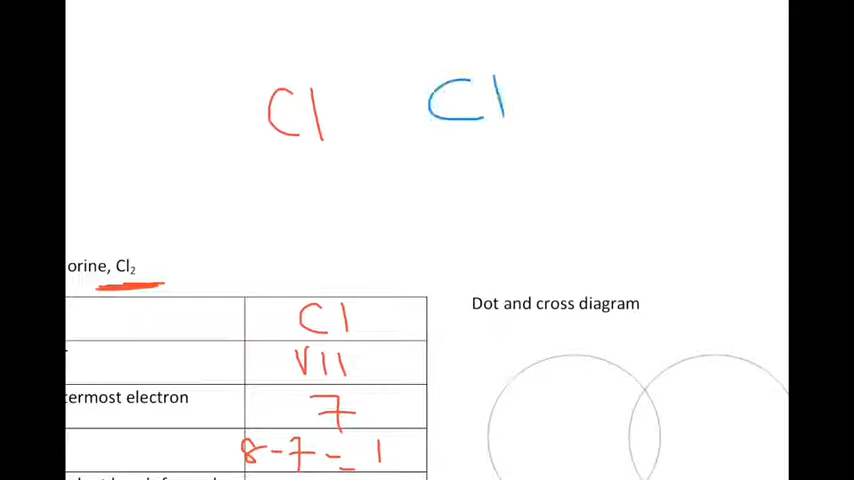 Cl Cl
orine, Cl₂
Cl
Dot and cross diagram
VII
termost electron 7
8-7=1